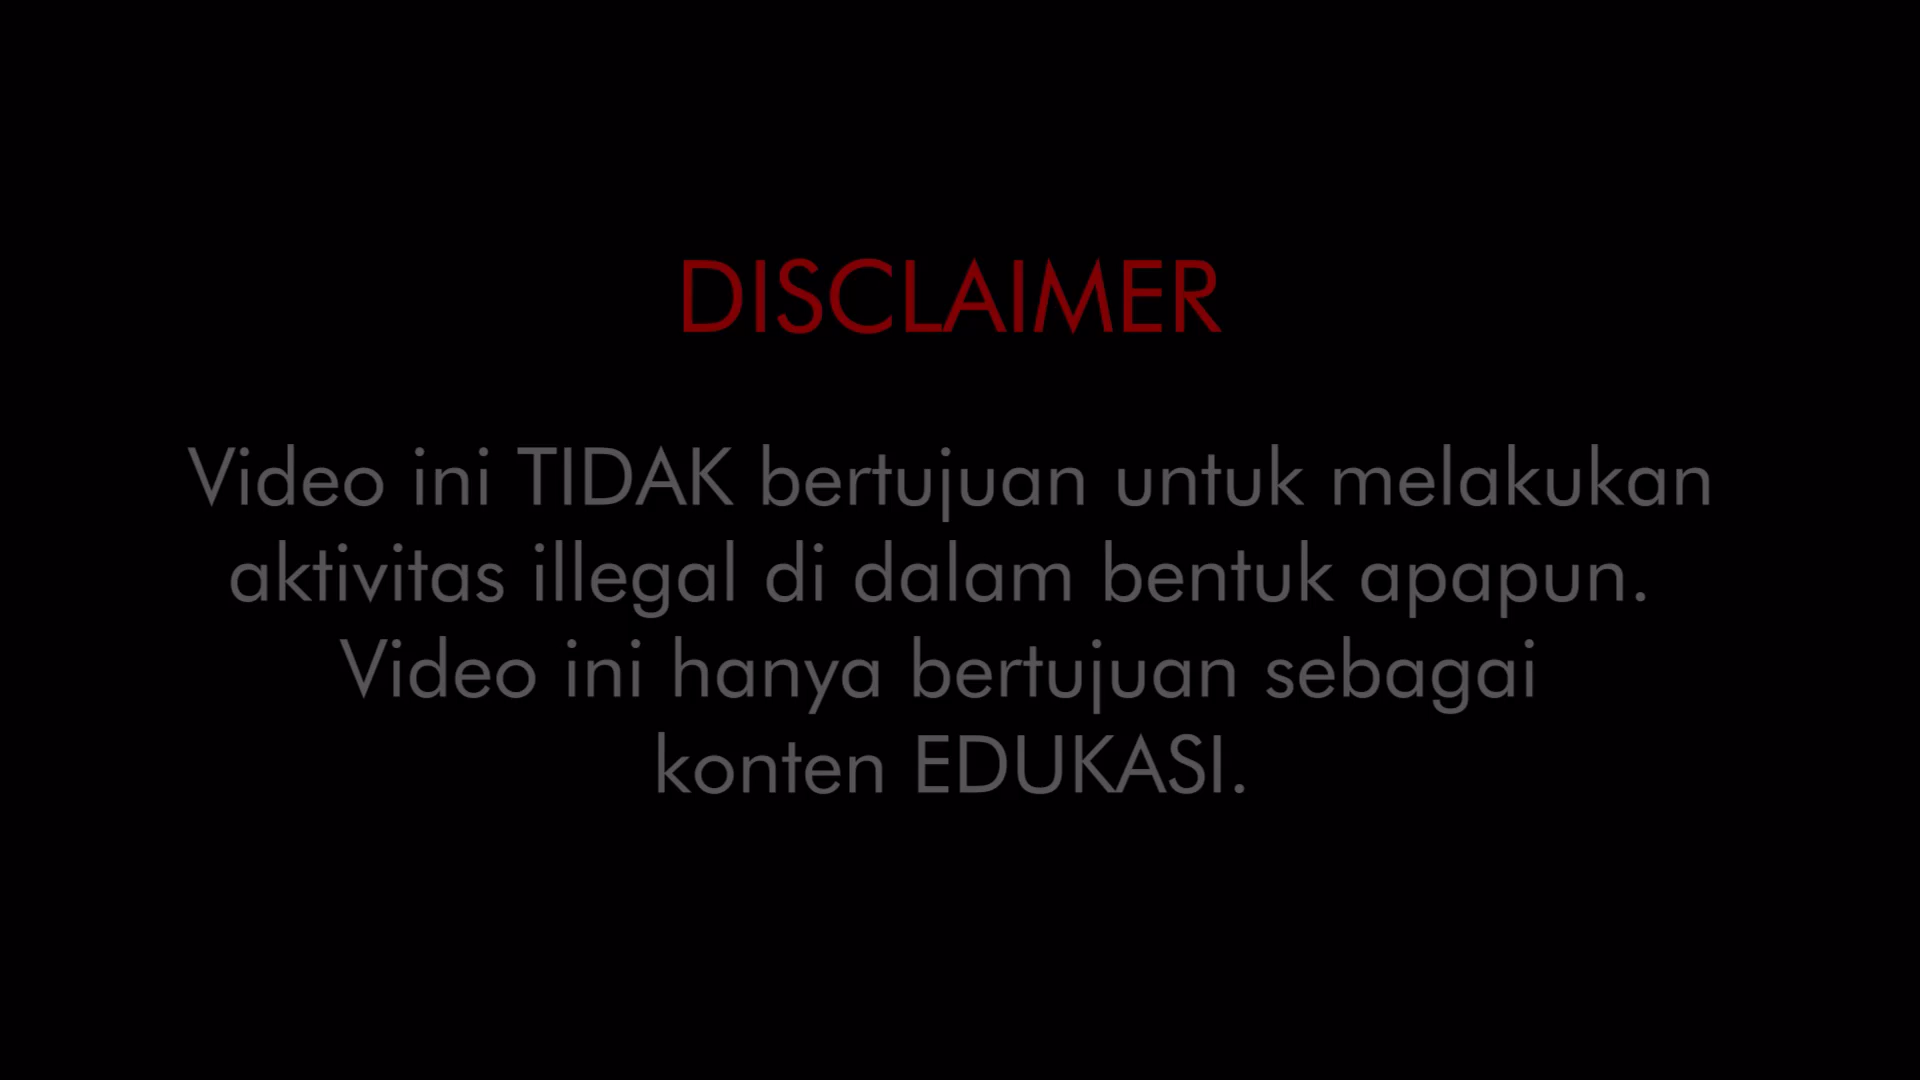 DISCLAIMER
Video ini TIDAK bertujuan untuk melakukan
aktivitas illegal di dalam bentuk apapun.
Video ini hanya bertujuan sebagai
konten EDUKASI.